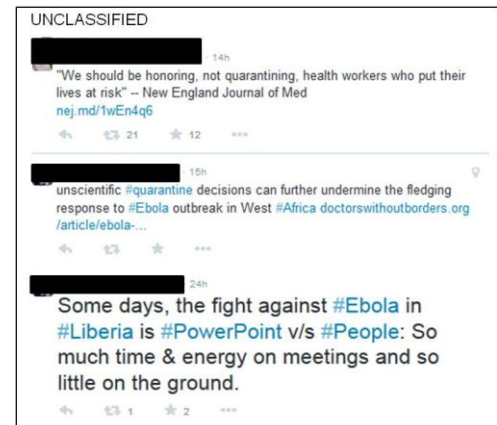 UNCLASSIFIED
14h
"We should be honoring, not quarantining, health workers who put their
lives at risk" -- New England Journal of Med
nej.md/1wEn4q6
21 12
15h
unscientific #quarantine decisions can further undermine the fledging
response to #Ebola outbreak in West #Africa doctorswithoutborders.org
/article/ebola-...
24h
Some days, the fight against #Ebola in
#Liberia is #PowerPoint v/s #People: So
much time & energy on meetings and so
little on the ground.
1 2